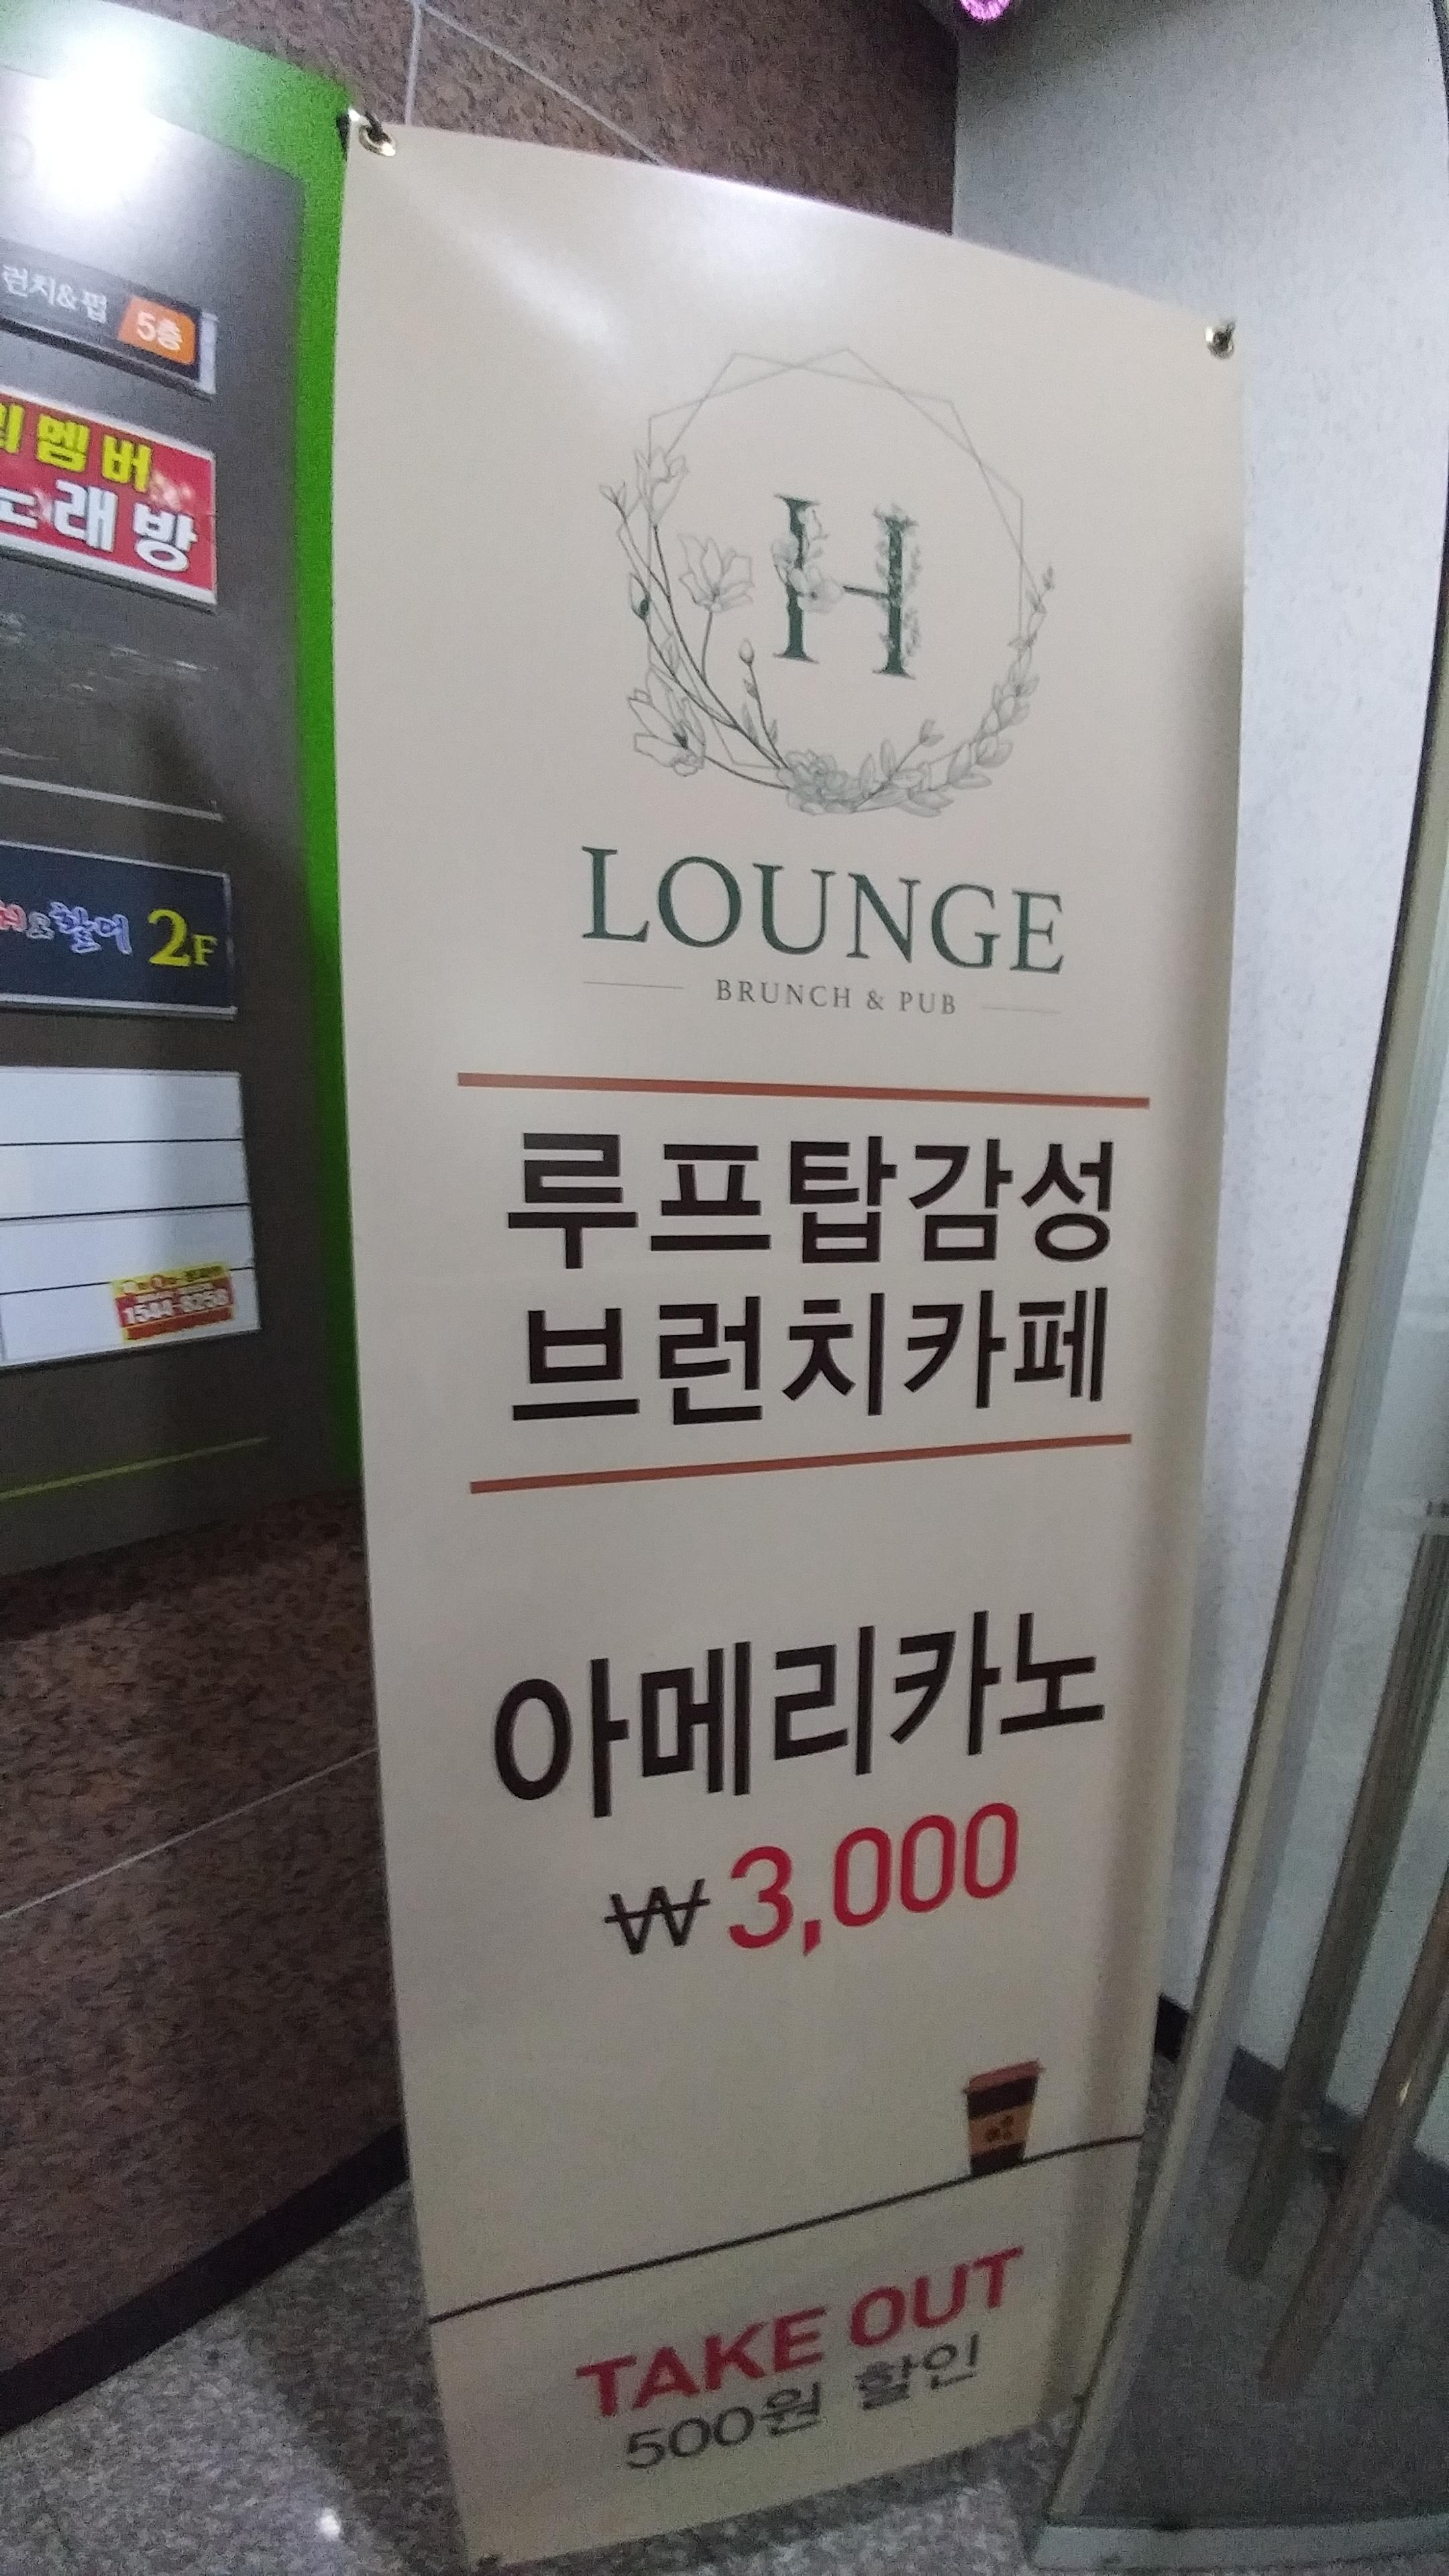 런치&펍 5층
멤버
노래방
2F
H
LOUNGE
BRUNCH & PUB
루프탑감성
브런치카페
아메리카노
₩3,000
TAKE OUT
500원 할인